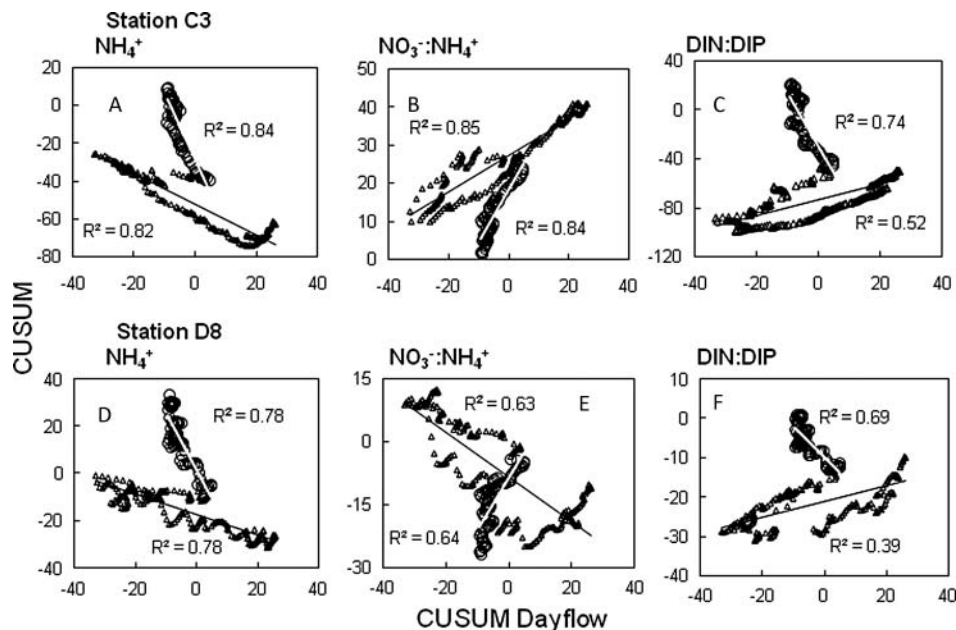 Station C3
NH₄⁺
NO₃⁻:NH₄⁺
DIN:DIP
20
0
-20
-40
-60
-80
A
R² = 0.84
R² = 0.82
-40 -20 0 20 40
50
40
30
20
10
0
B
R² = 0.85
R² = 0.84
-40 -20 0 20 40
40
0
-40
-80
-120
C
R² = 0.74
R² = 0.52
-40 -20 0 20 40
CUSUM
Station D8
NH₄⁺
NO₃⁻:NH₄⁺
DIN:DIP
40
20
0
-20
-40
D
R² = 0.78
R² = 0.78
-40 -20 0 20 40
15
0
-15
-30
E
R² = 0.63
R² = 0.64
-40 -20 0 20 40
10
0
-10
-20
-30
-40
F
R² = 0.69
R² = 0.39
-40 -20 0 20 40
CUSUM Dayflow